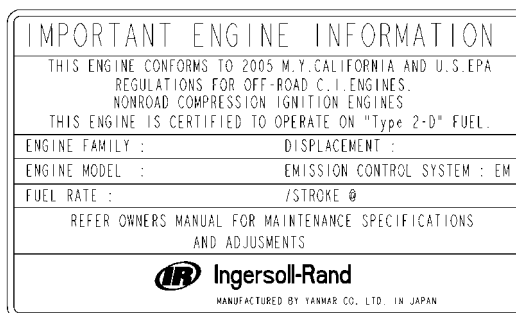 IMPORTANT ENGINE INFORMATION
THIS ENGINE CONFORMS TO 2005 M.Y.CALIFORNIA AND U.S.EPA
REGULATIONS FOR OFF-ROAD C.I.ENGINES.
NONROAD COMPRESSION IGNITION ENGINES
THIS ENGINE IS CERTIFIED TO OPERATE ON "Type 2-D" FUEL.
ENGINE FAMILY : DISPLACEMENT :
ENGINE MODEL : EMISSION CONTROL SYSTEM : EM
FUEL RATE : /STROKE @
REFER OWNERS MANUAL FOR MAINTENANCE SPECIFICATIONS
AND ADJUSMENTS
IR Ingersoll-Rand
MANUFACTURED BY YANMAR CO. LTD. IN JAPAN